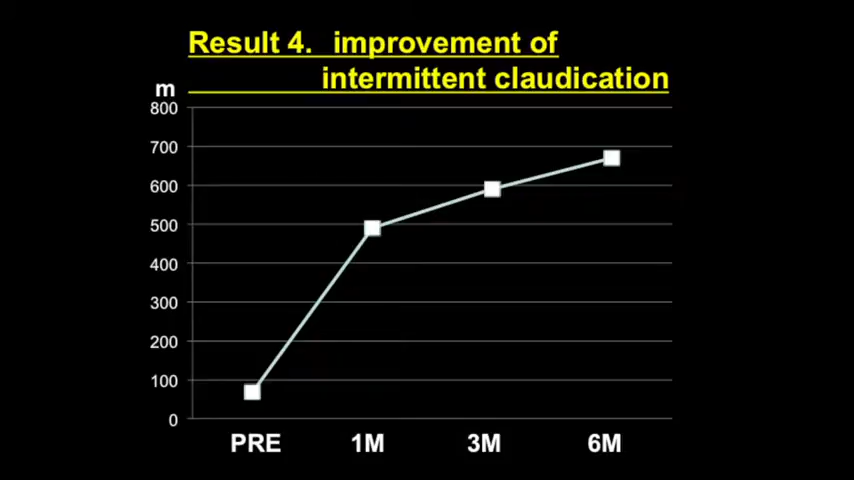 Result 4. improvement of
intermittent claudication
m
800
700
600
500
400
300
200
100
0
PRE 1M 3M 6M